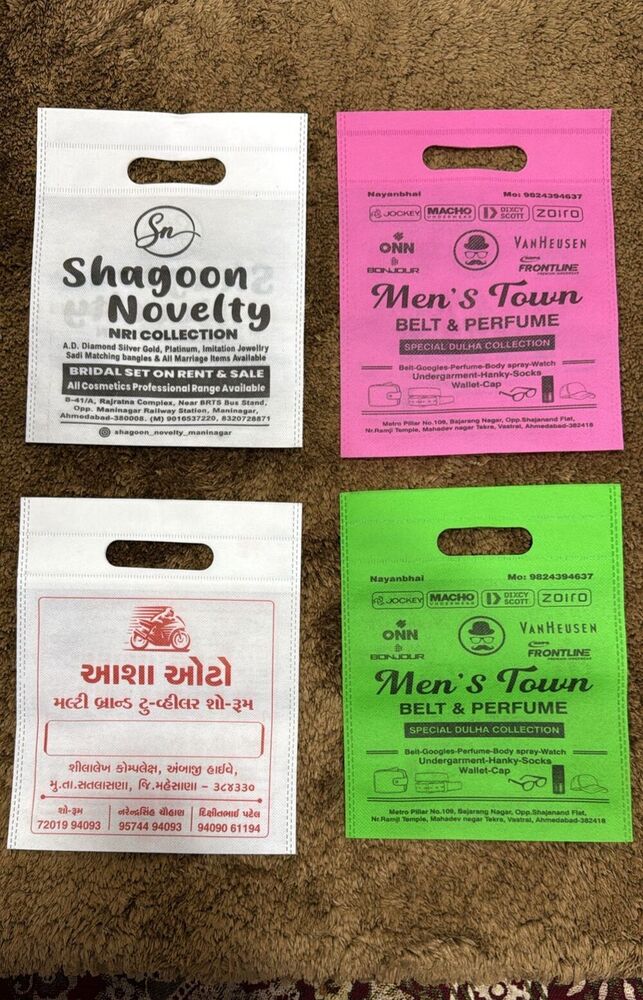 Sn
Shagoon
Novelty
NRI COLLECTION
A.D. Diamond Silver Gold, Platinum, Imitation Jewellry
Sadi Matching bangles & All Marriage Items Available
BRIDAL SET ON RENT & SALE
All Cosmetics Professional Range Available
B-41/A, Rajratna Complex, Near BRTS Bus Stand,
Opp. Maninagar Railway Station, Maninagar,
Ahmedabad-380008. (M) 9016537220, 8320728871
shagoon_novelty_maninagar
Nayanbhai Mo: 9824394637
JOCKEY MACHO DIXCY SCOTT ZOIRO
ONN VANHEUSEN
BONJOUR FRONTLINE
Men's Town
BELT & PERFUME
SPECIAL DULHA COLLECTION
Belt-Googles-Perfume-Body spray-Watch
Undergarment-Hanky-Socks
Wallet-Cap
Metro Pillar No.109, Bajarang Nagar, Opp.Shajanand Flat,
Nr.Ramji Temple, Mahadev nagar Tekra, Vastral, Ahmedabad-382418
આશા ઓટો
મલ્ટી બ્રાન્ડ ટુ-વ્હીલર શો-રૂમ
શીલાલેખ કોમ્પલેક્ષ, અંબાજી હાઈવે,
મુ.તા.સતલાસણા, જિ.મહેસાણા - ૩૮૪૩૩૦
શો-રૂમ નરેન્દ્રસિંહ ચૌહાણ દિક્ષીતભાઈ પટેલ
72019 94093 95744 94093 94090 61194
Nayanbhai Mo: 9824394637
JOCKEY MACHO DIXCY SCOTT ZOIRO
ONN VANHEUSEN
BONJOUR FRONTLINE
Men's Town
BELT & PERFUME
SPECIAL DULHA COLLECTION
Belt-Googles-Perfume-Body spray-Watch
Undergarment-Hanky-Socks
Wallet-Cap
Metro Pillar No.109, Bajarang Nagar, Opp.Shajanand Flat,
Nr.Ramji Temple, Mahadev nagar Tekra, Vastral, Ahmedabad-382418